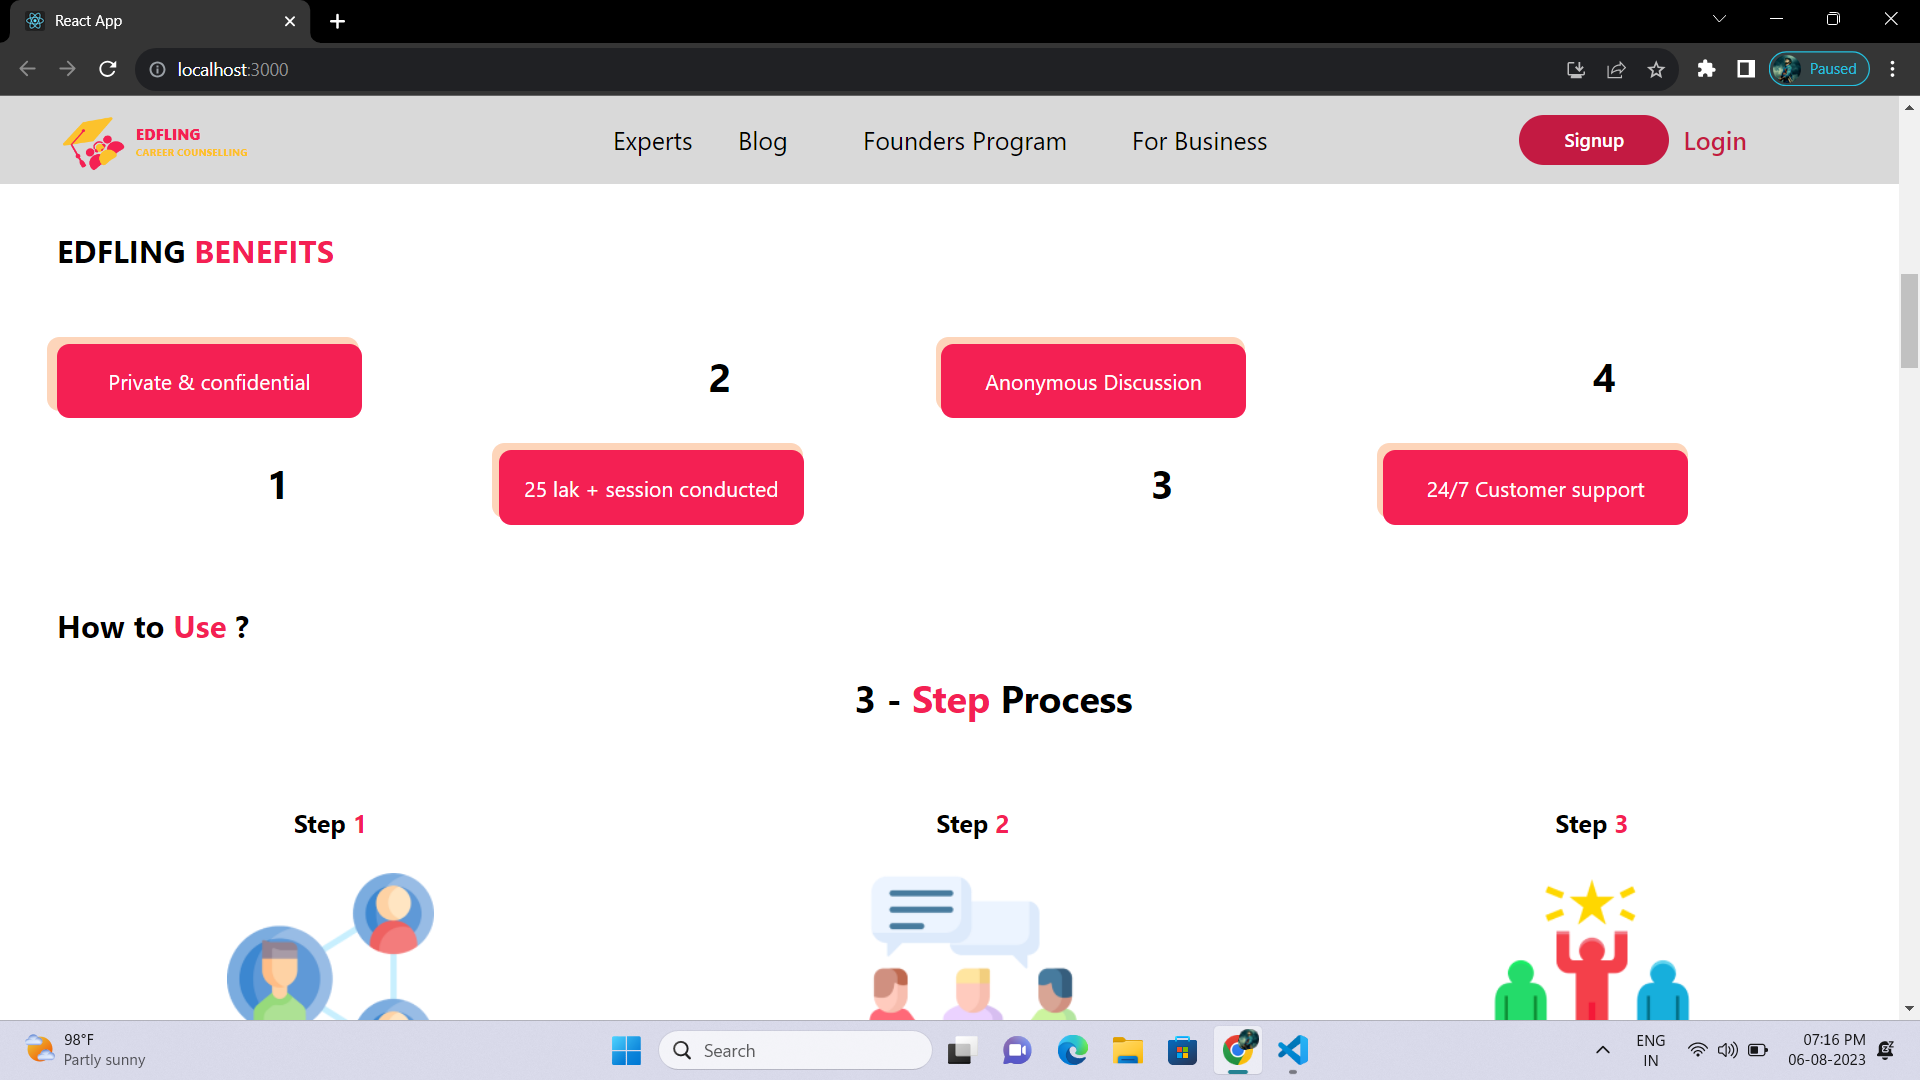 React App
localhost:3000
Paused
EDFLING
CAREER COUNSELLING
Experts Blog Founders Program For Business
Signup Login
EDFLING BENEFITS
Private & confidential 2 Anonymous Discussion 4
1 25 lak + session conducted 3 24/7 Customer support
How to Use ?
3 - Step Process
Step 1 Step 2 Step 3
98°F
Partly sunny
Search
ENG
IN
07:16 PM
06-08-2023